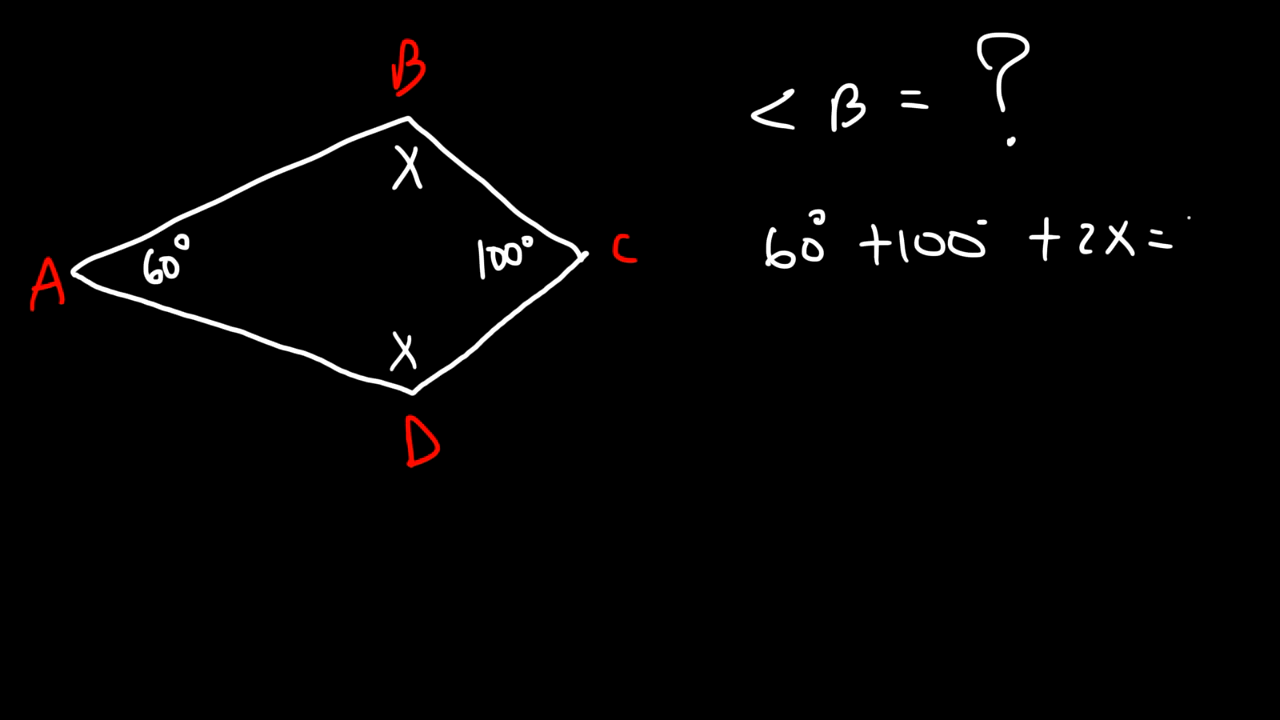 B
< B = ?
X
60° +100° + 2X =
60°
100°
C
A
X
D